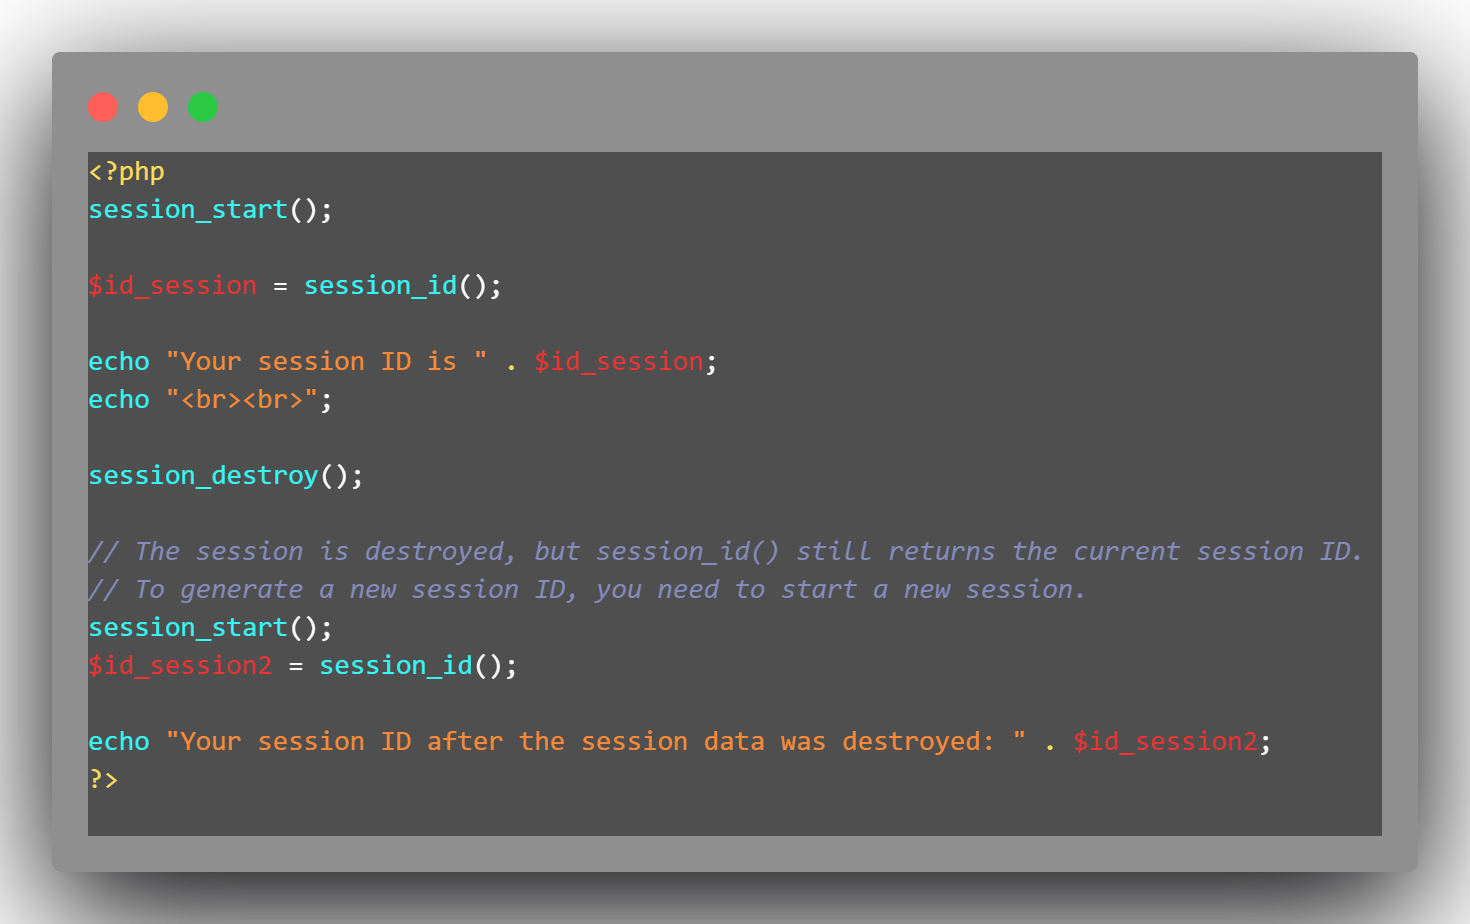 <?php
session_start();
$id_session = session_id();
echo "Your session ID is " . $id_session;
echo "<br><br>";
session_destroy();
// The session is destroyed, but session_id() still returns the current session ID.
// To generate a new session ID, you need to start a new session.
session_start();
$id_session2 = session_id();
echo "Your session ID after the session data was destroyed: " . $id_session2;
?>